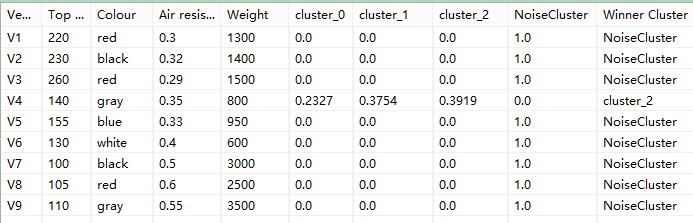 Ve... Top ... Colour Air resis... Weight cluster_0 cluster_1 cluster_2 NoiseCluster Winner Cluster
V1 220 red 0.3 1300 0.0 0.0 0.0 1.0 NoiseCluster
V2 230 black 0.32 1400 0.0 0.0 0.0 1.0 NoiseCluster
V3 260 red 0.29 1500 0.0 0.0 0.0 1.0 NoiseCluster
V4 140 gray 0.35 800 0.2327 0.3754 0.3919 0.0 cluster_2
V5 155 blue 0.33 950 0.0 0.0 0.0 1.0 NoiseCluster
V6 130 white 0.4 600 0.0 0.0 0.0 1.0 NoiseCluster
V7 100 black 0.5 3000 0.0 0.0 0.0 1.0 NoiseCluster
V8 105 red 0.6 2500 0.0 0.0 0.0 1.0 NoiseCluster
V9 110 gray 0.55 3500 0.0 0.0 0.0 1.0 NoiseCluster